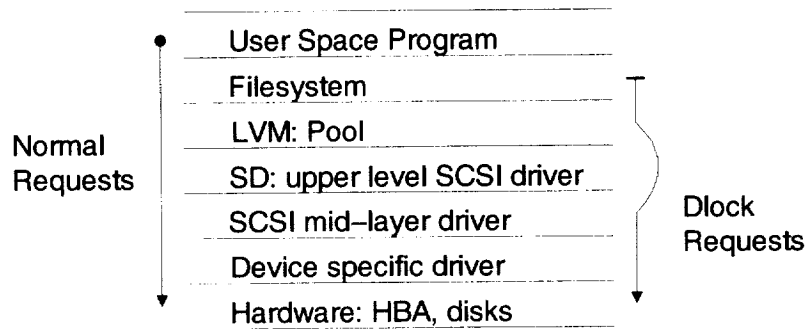 User Space Program
Filesystem
LVM: Pool
SD: upper level SCSI driver
SCSI mid–layer driver
Device specific driver
Hardware: HBA, disks
Normal
Requests
Dlock
Requests